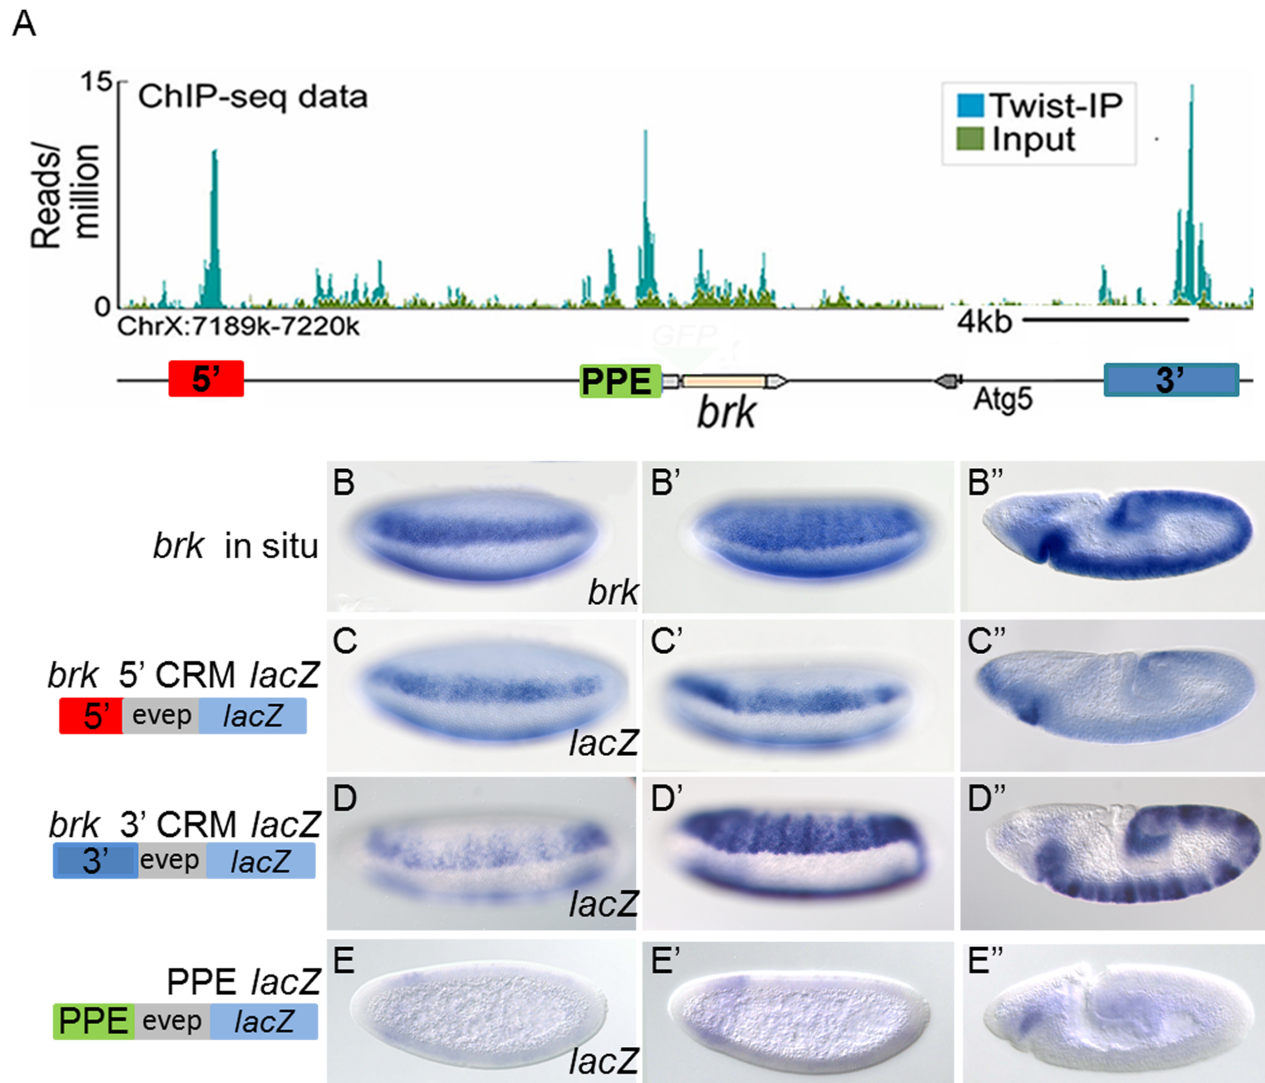 A
15
ChIP-seq data
Twist-IP
Input
Reads/
million
0
ChrX:7189k-7220k
4kb
GFP
5’
PPE
brk
Atg5
3’
B
B’
B’’
brk in situ
brk
C
C’
C’’
brk 5’ CRM lacZ
5’ evep lacZ
lacZ
D
D’
D’’
brk 3’ CRM lacZ
3’ evep lacZ
lacZ
E
E’
E’’
PPE lacZ
PPE evep lacZ
lacZ